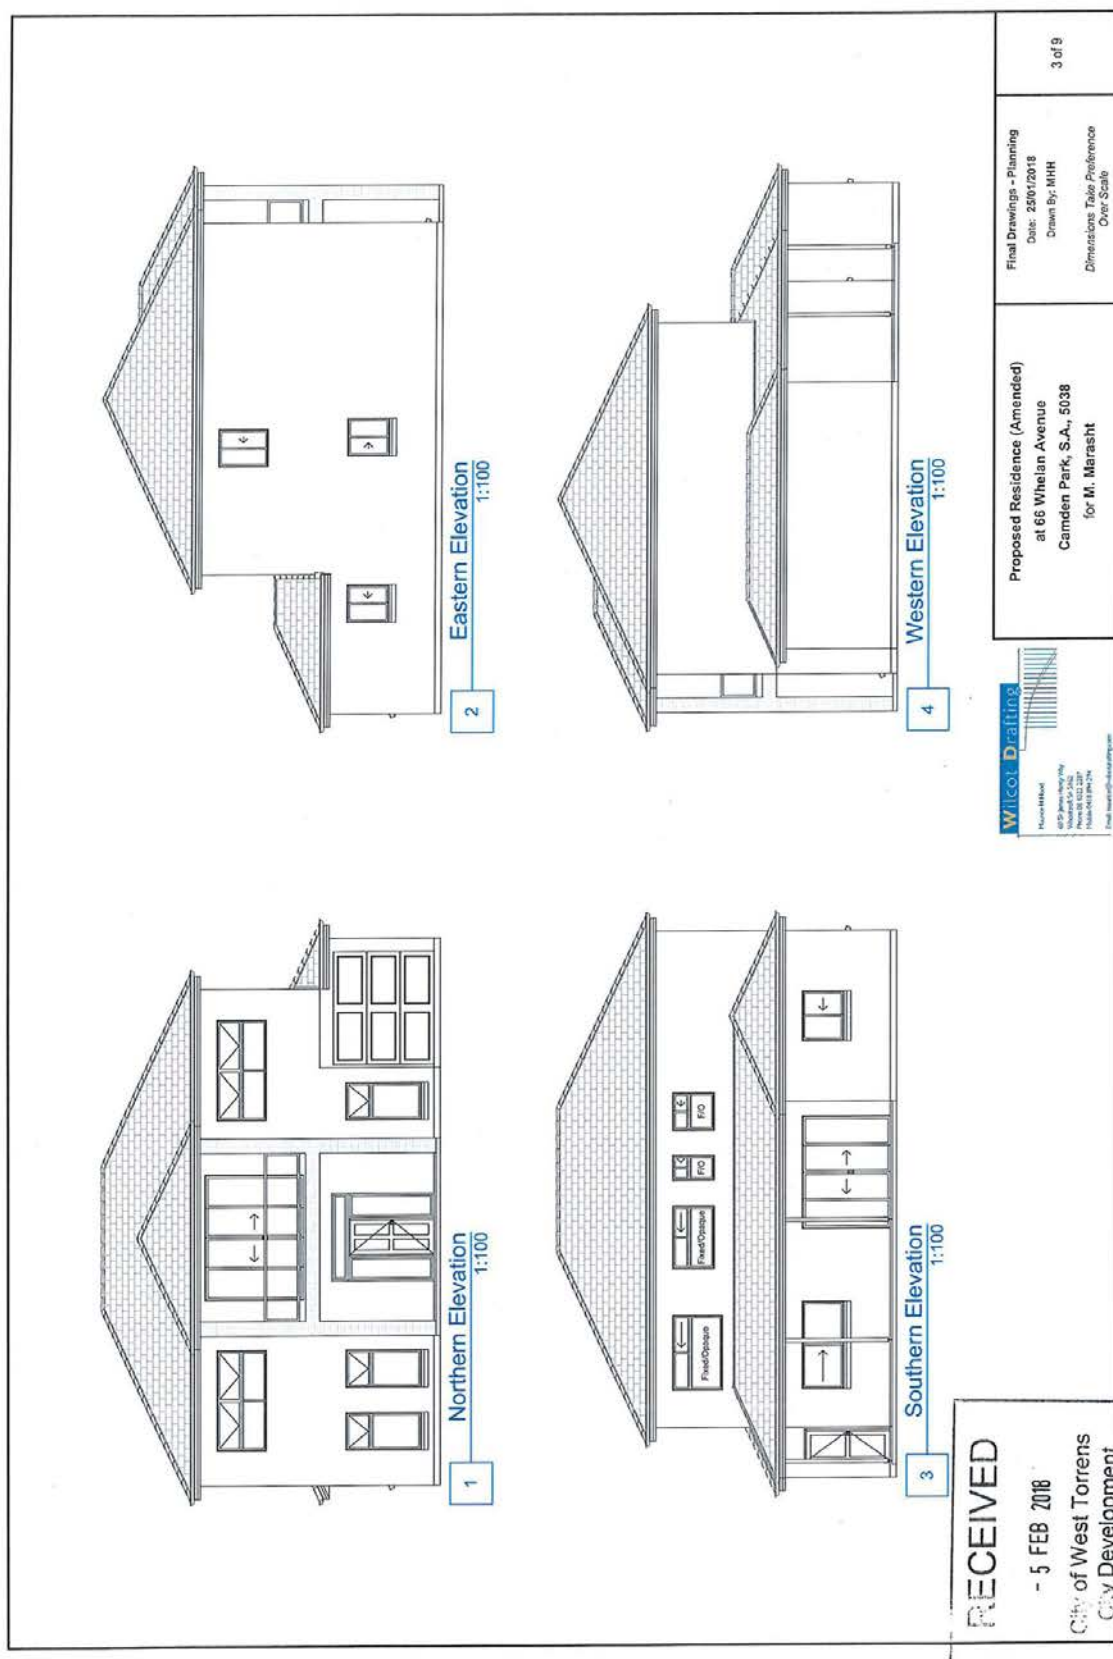 1
Northern Elevation
1:100
2
Eastern Elevation
1:100
Fixed/Opaque
Fixed/Opaque
F/O
F/O
3
Southern Elevation
1:100
4
Western Elevation
1:100
RECEIVED
- 5 FEB 2018
City of West Torrens
City Development
Wilcot Drafting
Proposed Residence (Amended)
at 66 Whelan Avenue
Camden Park, S.A., 5038
for M. Marasht
Final Drawings - Planning
Date: 25/01/2018
Drawn By: MHH
Dimensions Take Preference
Over Scale
3 of 9